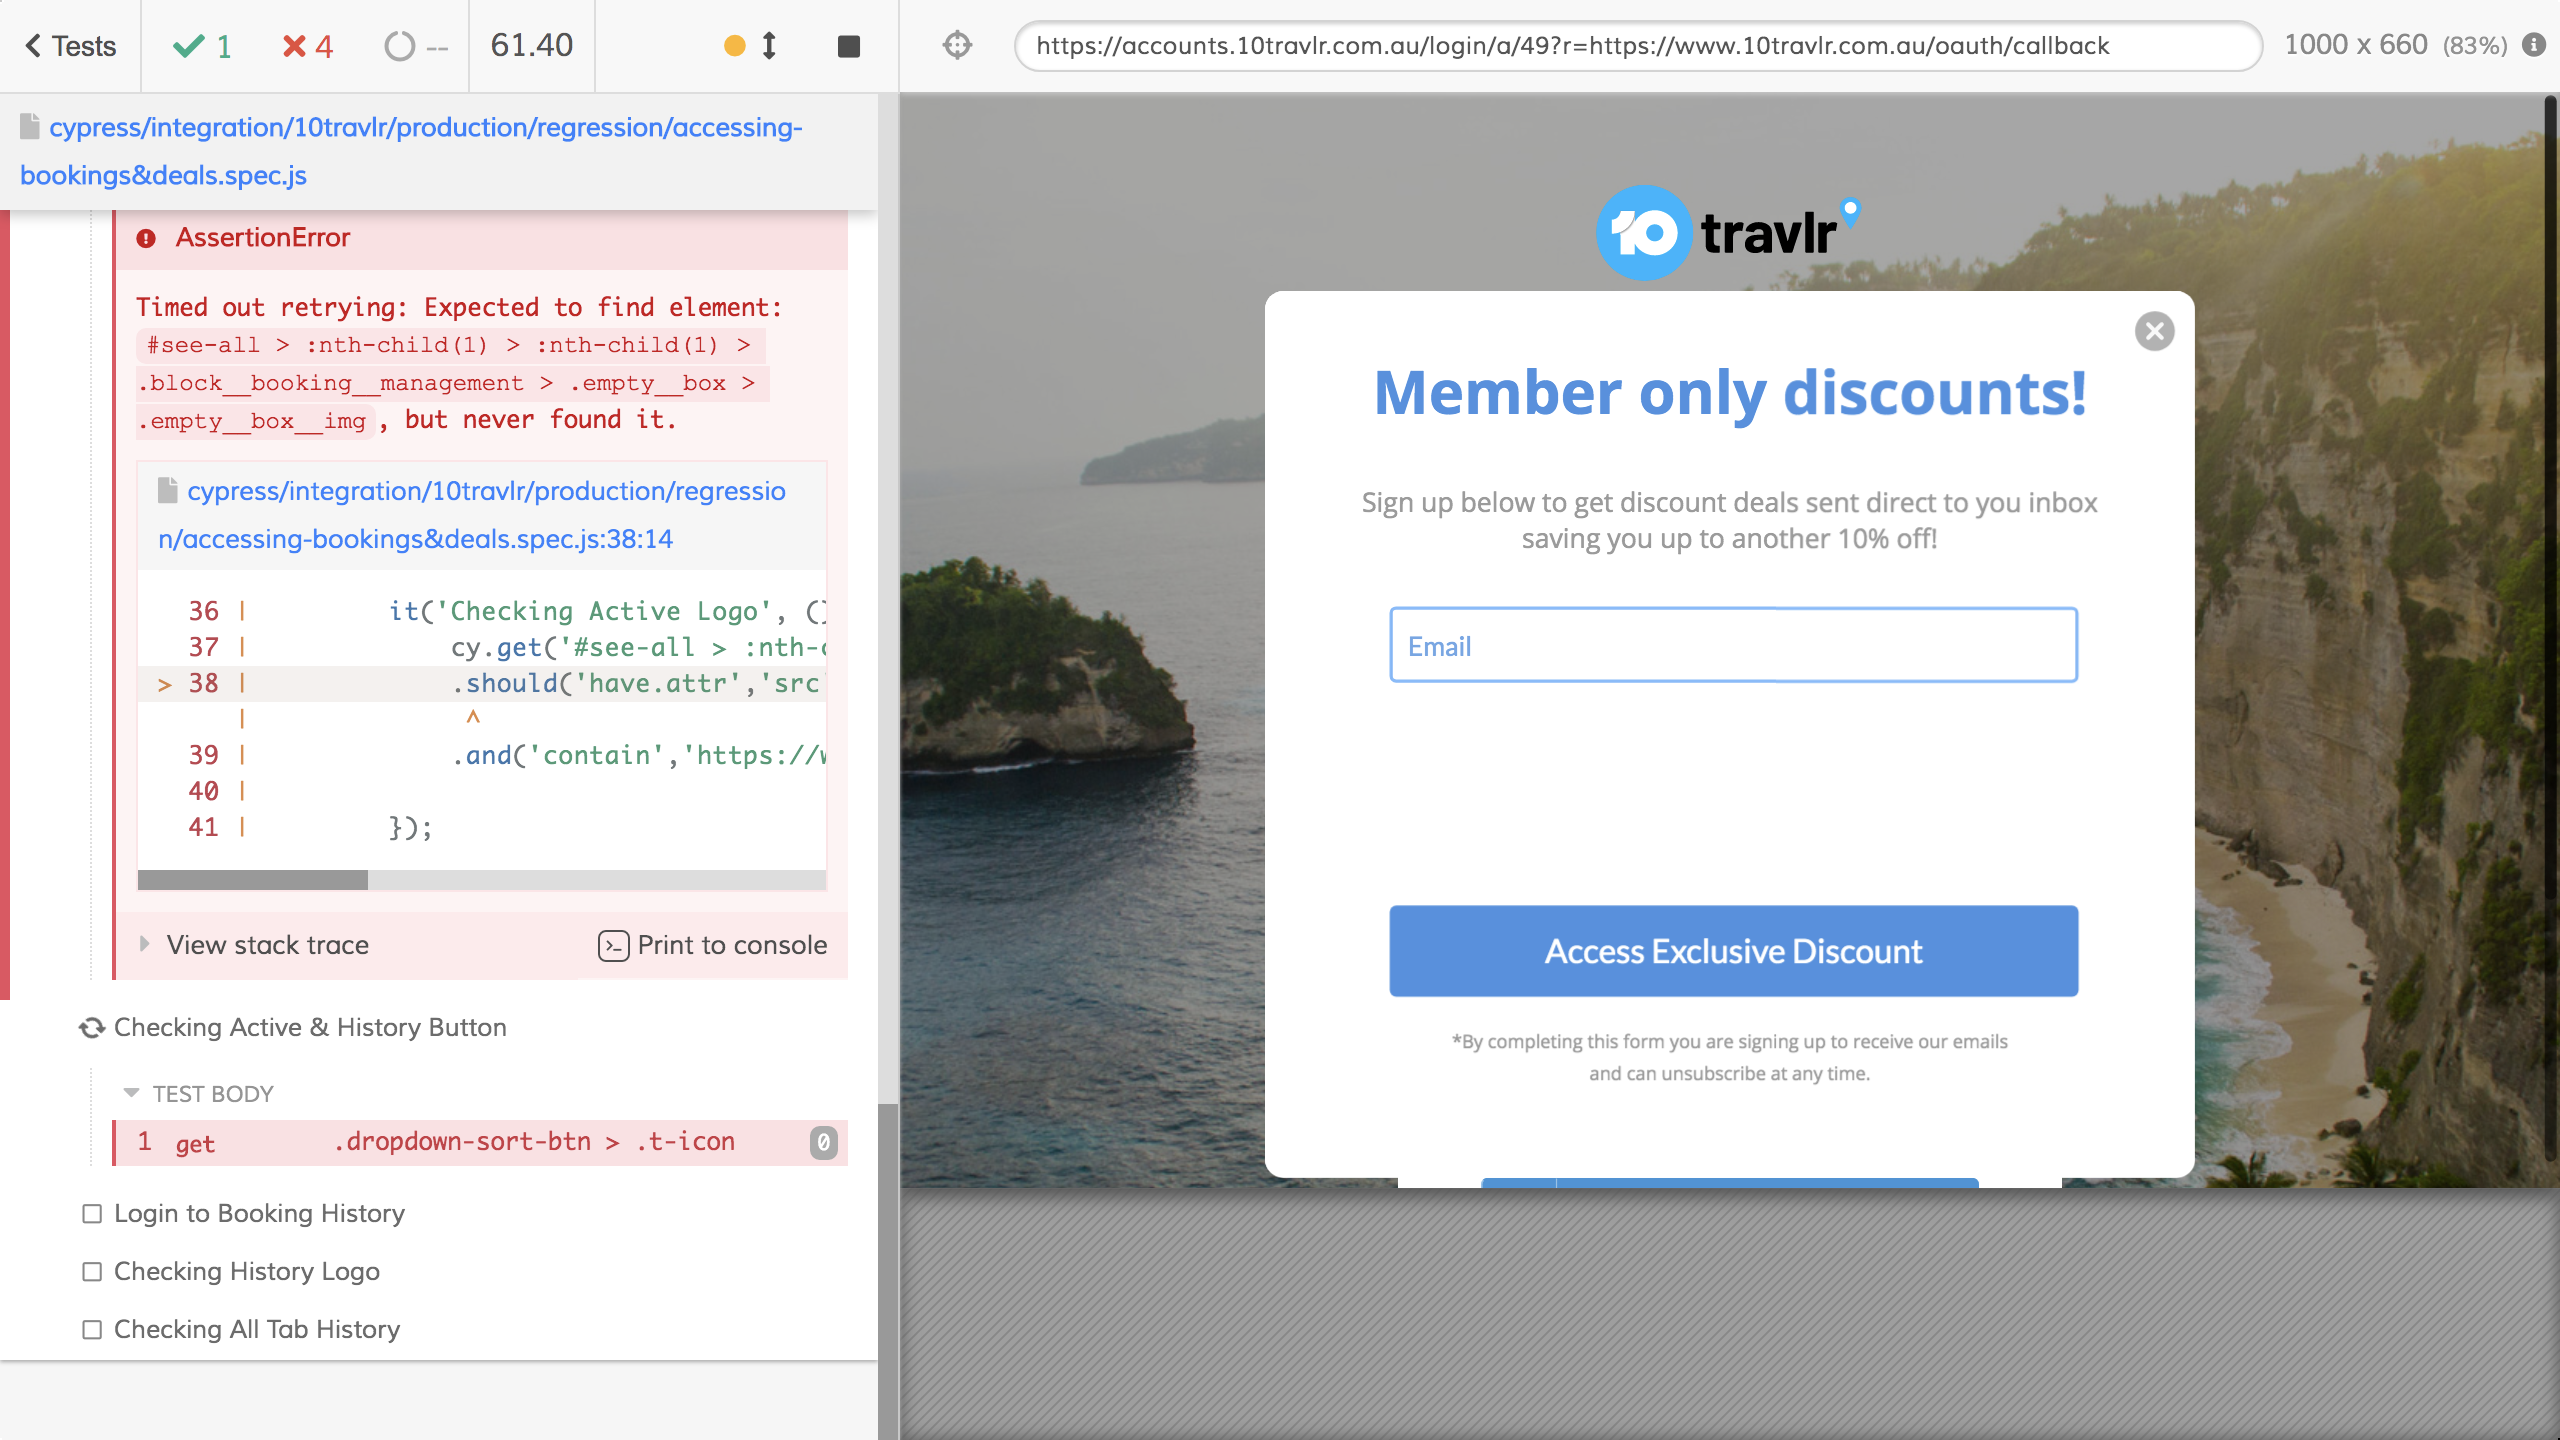 Tests
1
4
--
61.40
https://accounts.10travlr.com.au/login/a/49?r=https://www.10travlr.com.au/oauth/callback
1000 x 660 (83%)
cypress/integration/10travlr/production/regression/accessing-
bookings&deals.spec.js
AssertionError
Timed out retrying: Expected to find element:
#see-all > :nth-child(1) > :nth-child(1) >
.block__booking__management > .empty__box >
.empty__box__img, but never found it.
cypress/integration/10travlr/production/regressio
n/accessing-bookings&deals.spec.js:38:14
36 | it('Checking Active Logo', ()
37 | cy.get('#see-all > :nth-c
> 38 | .should('have.attr','src'
| ^
39 | .and('contain','https://w
40 |
41 | });
View stack trace
Print to console
Checking Active & History Button
TEST BODY
1 get .dropdown-sort-btn > .t-icon 0
Login to Booking History
Checking History Logo
Checking All Tab History
10 travlr
Member only discounts!
Sign up below to get discount deals sent direct to you inbox
saving you up to another 10% off!
Email
Access Exclusive Discount
*By completing this form you are signing up to receive our emails
and can unsubscribe at any time.